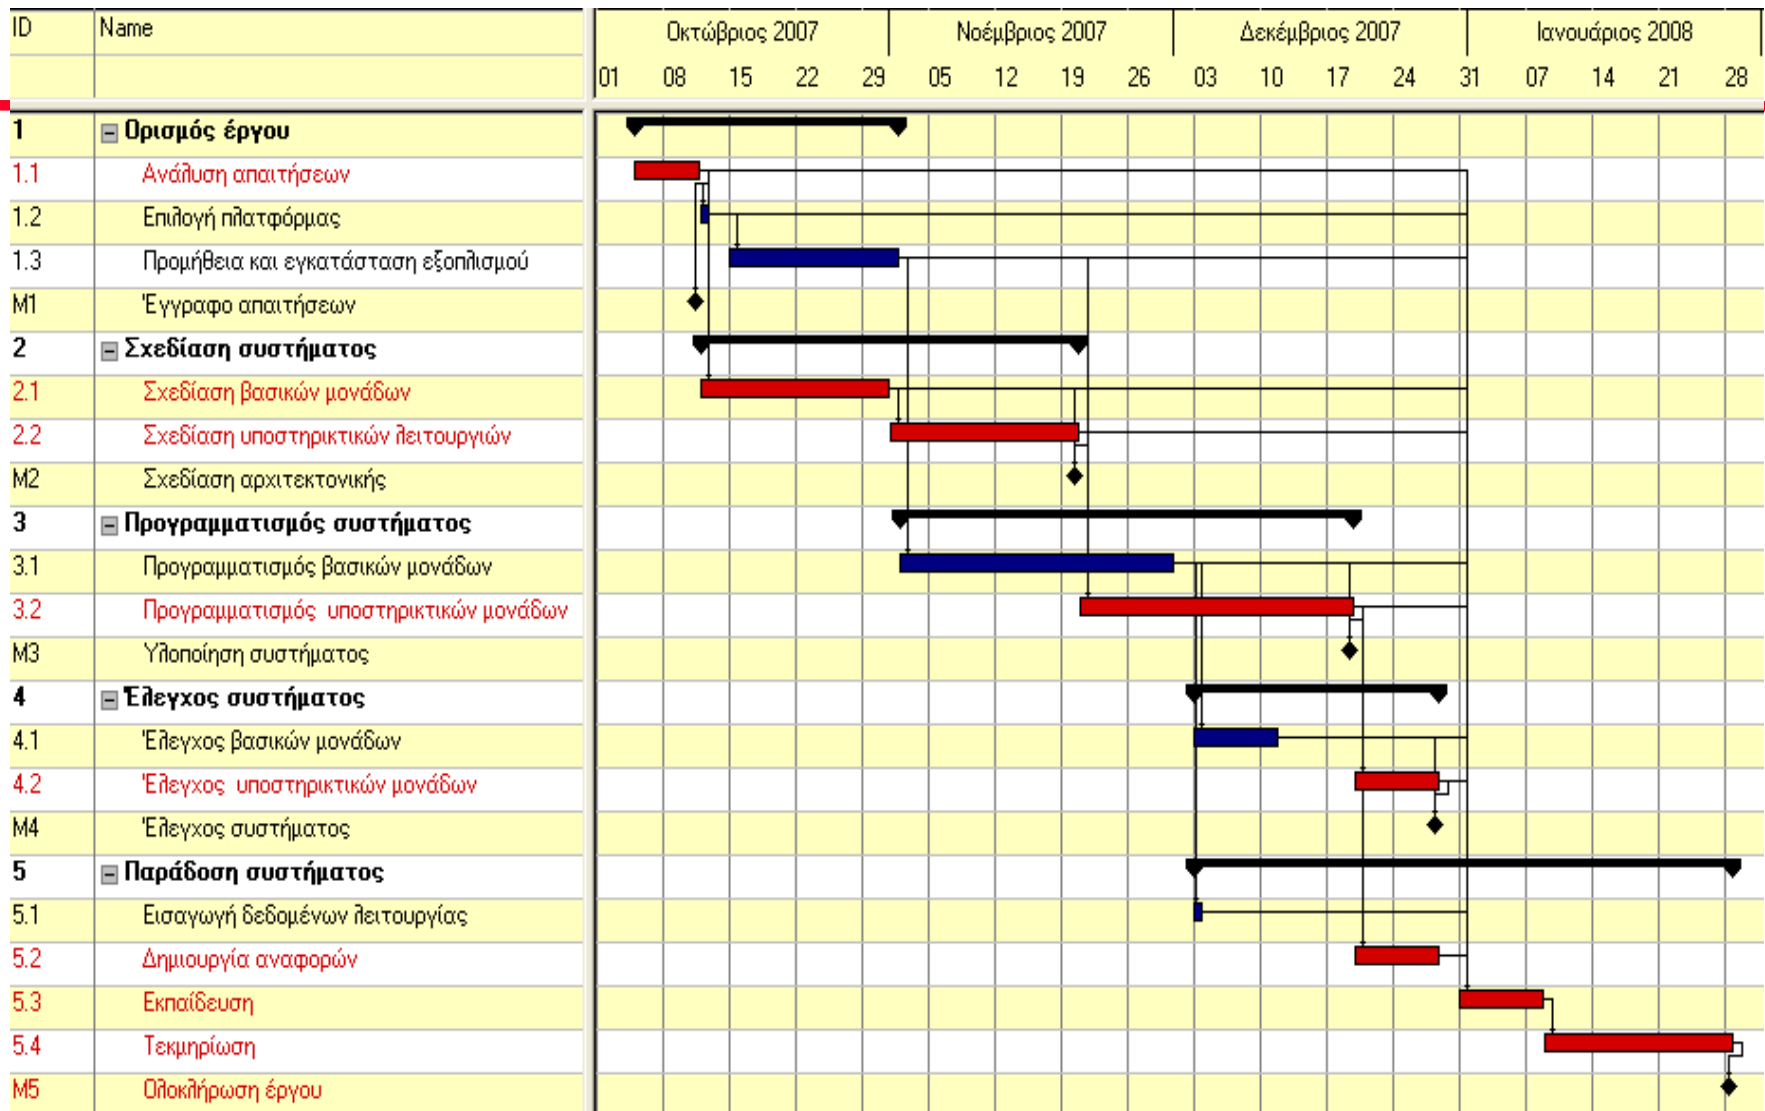 ID Name Οκτώβριος 2007 Νοέμβριος 2007 Δεκέμβριος 2007 Ιανουάριος 2008
01 08 15 22 29 05 12 19 26 03 10 17 24 31 07 14 21 28
1 Ορισμός έργου
1.1 Ανάλυση απαιτήσεων
1.2 Επιλογή πλατφόρμας
1.3 Προμήθεια και εγκατάσταση εξοπλισμού
M1 Έγγραφο απαιτήσεων
2 Σχεδίαση συστήματος
2.1 Σχεδίαση βασικών μονάδων
2.2 Σχεδίαση υποστηρικτικών λειτουργιών
M2 Σχεδίαση αρχιτεκτονικής
3 Προγραμματισμός συστήματος
3.1 Προγραμματισμός βασικών μονάδων
3.2 Προγραμματισμός υποστηρικτικών μονάδων
M3 Υλοποίηση συστήματος
4 Έλεγχος συστήματος
4.1 Έλεγχος βασικών μονάδων
4.2 Έλεγχος υποστηρικτικών μονάδων
M4 Έλεγχος συστήματος
5 Παράδοση συστήματος
5.1 Εισαγωγή δεδομένων λειτουργίας
5.2 Δημιουργία αναφορών
5.3 Εκπαίδευση
5.4 Τεκμηρίωση
M5 Ολοκλήρωση έργου